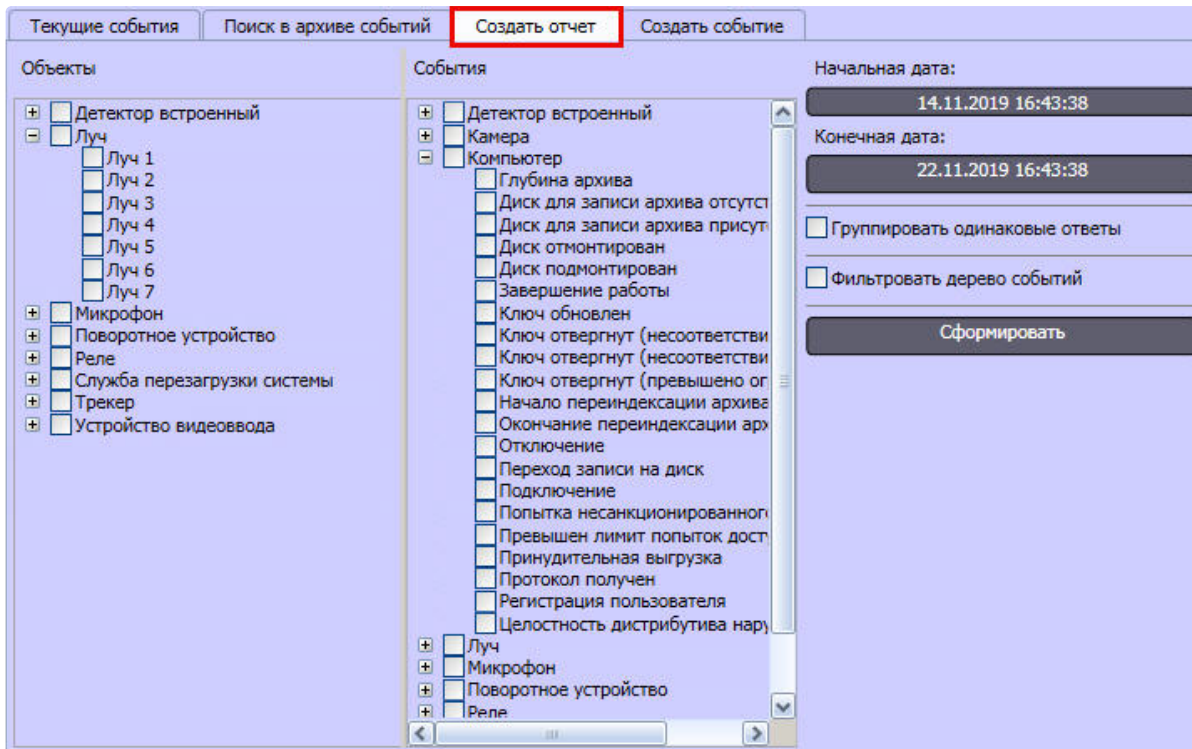 Текущие события
Поиск в архиве событий
Создать отчет
Создать событие
Объекты
Детектор встроенный
Луч
Луч 1
Луч 2
Луч 3
Луч 4
Луч 5
Луч 6
Луч 7
Микрофон
Поворотное устройство
Реле
Служба перезагрузки системы
Трекер
Устройство видеоввода
События
Детектор встроенный
Камера
Компьютер
Глубина архива
Диск для записи архива отсутст
Диск для записи архива присут
Диск отмонтирован
Диск подмонтирован
Завершение работы
Ключ обновлен
Ключ отвергнут (несоответстви
Ключ отвергнут (несоответстви
Ключ отвергнут (превышено ог
Начало переиндексации архива
Окончание переиндексации арх
Отключение
Переход записи на диск
Подключение
Попытка несанкционированног
Превышен лимит попыток дост
Принудительная выгрузка
Протокол получен
Регистрация пользователя
Целостность дистрибутива нару
Луч
Микрофон
Поворотное устройство
Реле
Начальная дата:
14.11.2019 16:43:38
Конечная дата:
22.11.2019 16:43:38
Группировать одинаковые ответы
Фильтровать дерево событий
Сформировать